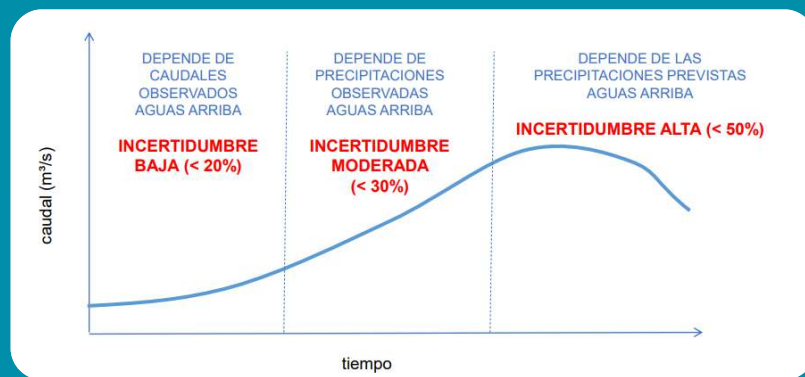 DEPENDE DE
CAUDALES
OBSERVADOS
AGUAS ARRIBA
INCERTIDUMBRE
BAJA (< 20%)
DEPENDE DE
PRECIPITACIONES
OBSERVADAS
AGUAS ARRIBA
INCERTIDUMBRE
MODERADA
(< 30%)
DEPENDE DE LAS
PRECIPITACIONES PREVISTAS
AGUAS ARRIBA
INCERTIDUMBRE ALTA (< 50%)
caudal (m³/s)
tiempo